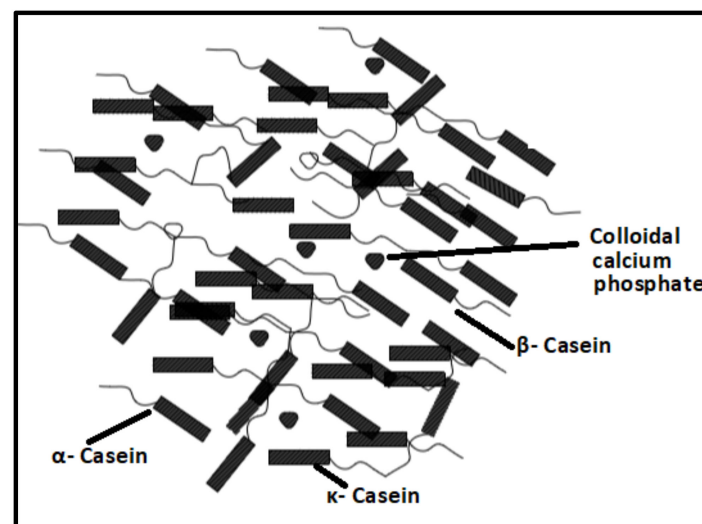 Colloidal
calcium
phosphate
β- Casein
α- Casein
κ- Casein